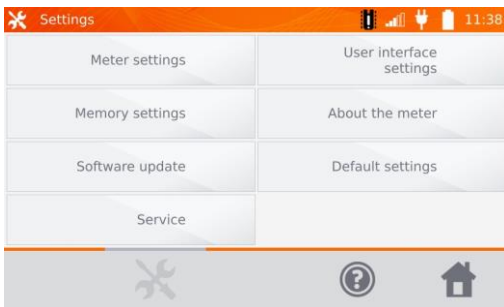 Settings
11:38
Meter settings
User interface
settings
Memory settings
About the meter
Software update
Default settings
Service
?